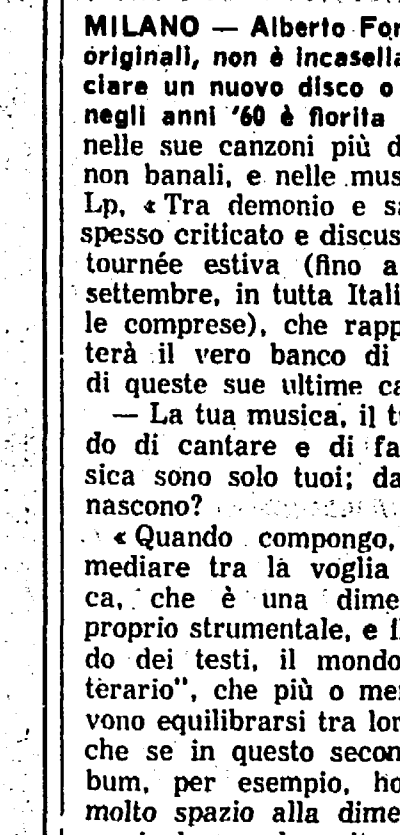 MILANO — Alberto For
originali, non è incasella
ciare un nuovo disco o
negli anni '60 è fiorita
nelle sue canzoni più d
non banali, e nelle mus
Lp, « Tra demonio e sa
spesso criticato e discus
tournée estiva (fino a
settembre, in tutta Itali
le comprese), che rapp
terà il vero banco di
di queste sue ultime ca
— La tua musica, il t
do di cantare e di fa
sica sono solo tuoi; da
nascono?
« Quando compongo,
mediare tra la voglia
ca, che è una dime
proprio strumentale, e i
do dei testi, il mondo
terario", che più o me
vono equilibrarsi tra lor
che se in questo secon
bum, per esempio, ho
molto spazio alla dime